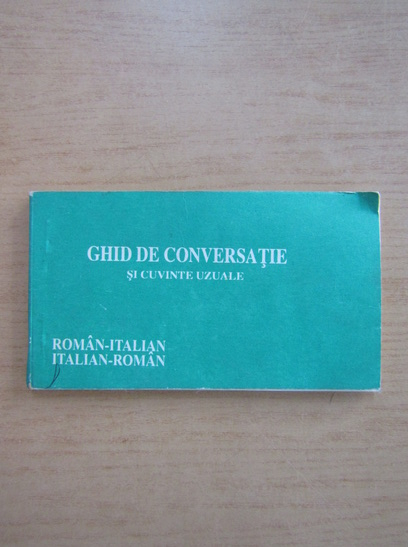 GHID DE CONVERSAŢIE
ŞI CUVINTE UZUALE
ROMÂN-ITALIAN
ITALIAN-ROMÂN